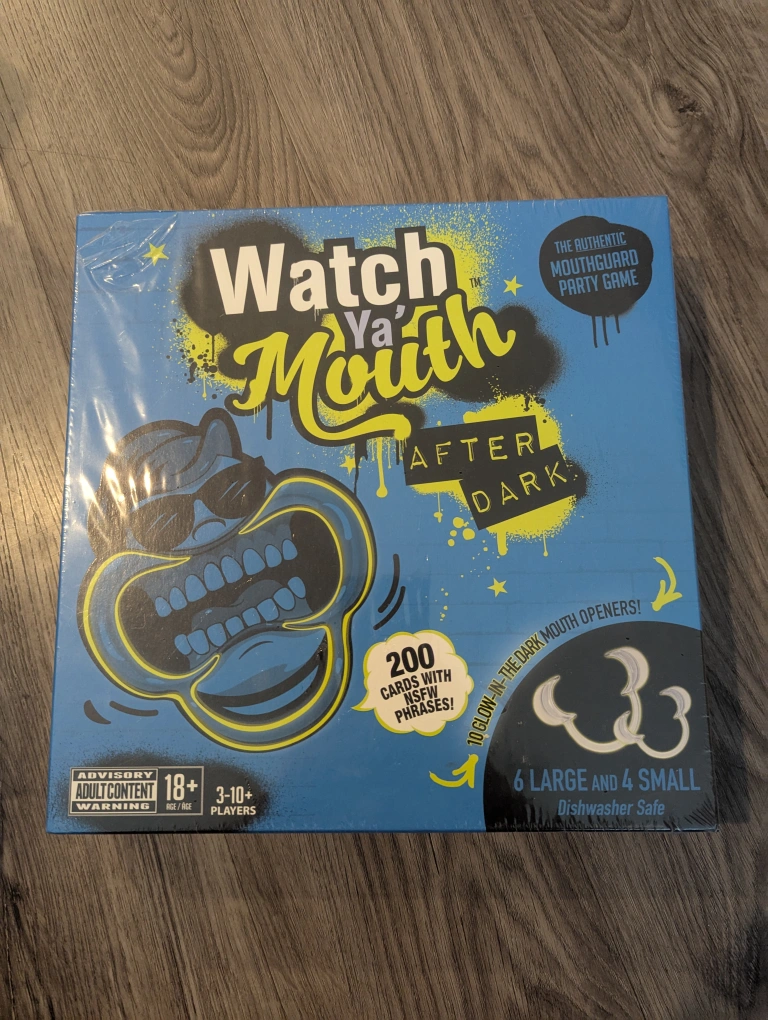 Watch
Ya'
Mouth™
AFTER
DARK
THE AUTHENTIC
MOUTHGUARD
PARTY GAME
200
CARDS WITH
NSFW
PHRASES!
10 GLOW-IN-THE DARK MOUTH OPENERS!
6 LARGE AND 4 SMALL
Dishwasher Safe
ADVISORY
ADULT CONTENT
WARNING
18+
AGE / ÂGE
3-10+
PLAYERS